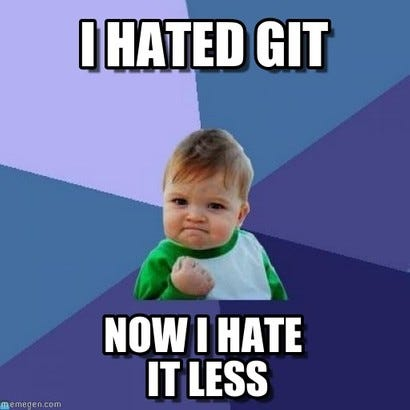 I HATED GIT
NOW I HATE
IT LESS
memegen.com